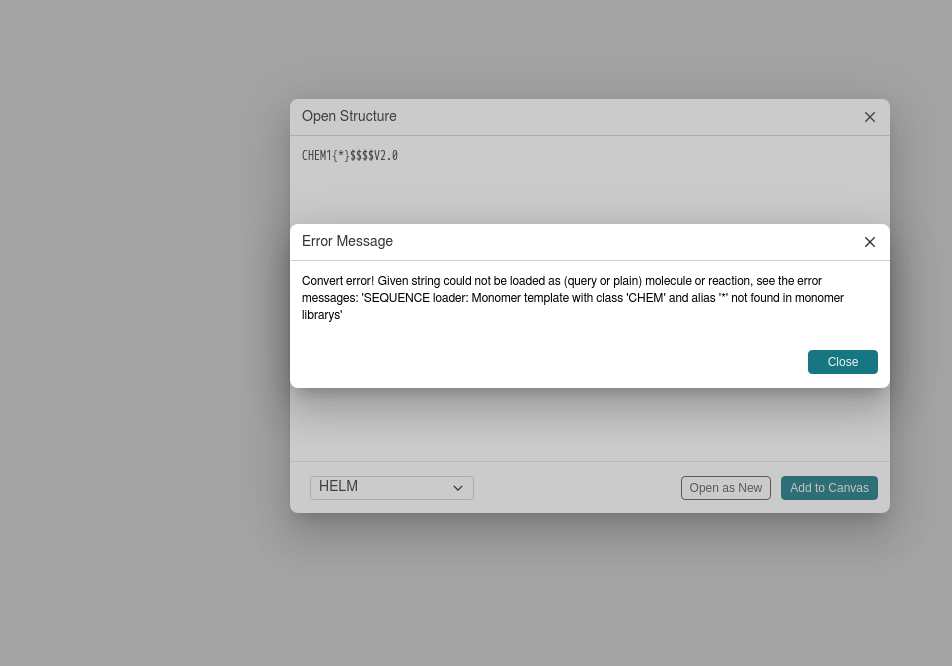 Open Structure
CHEM1{*}$$$$V2.0
Error Message
Convert error! Given string could not be loaded as (query or plain) molecule or reaction, see the error
messages: 'SEQUENCE loader: Monomer template with class 'CHEM' and alias '*' not found in monomer
librarys'
Close
HELM
Open as New
Add to Canvas